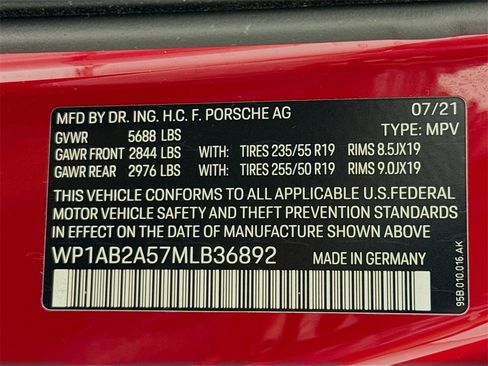 MFD BY DR. ING. H.C. F. PORSCHE AG 07/21
GVWR 5688 LBS TYPE: MPV
GAWR FRONT 2844 LBS WITH: TIRES 235/55 R19 RIMS 8.5JX19
GAWR REAR 2976 LBS WITH: TIRES 255/50 R19 RIMS 9.0JX19
THIS VEHICLE CONFORMS TO ALL APPLICABLE U.S.FEDERAL
MOTOR VEHICLE SAFETY AND THEFT PREVENTION STANDARDS
IN EFFECT ON THE DATE OF MANUFACTURE SHOWN ABOVE
WP1AB2A57MLB36892 MADE IN GERMANY
95B.010.016 AK